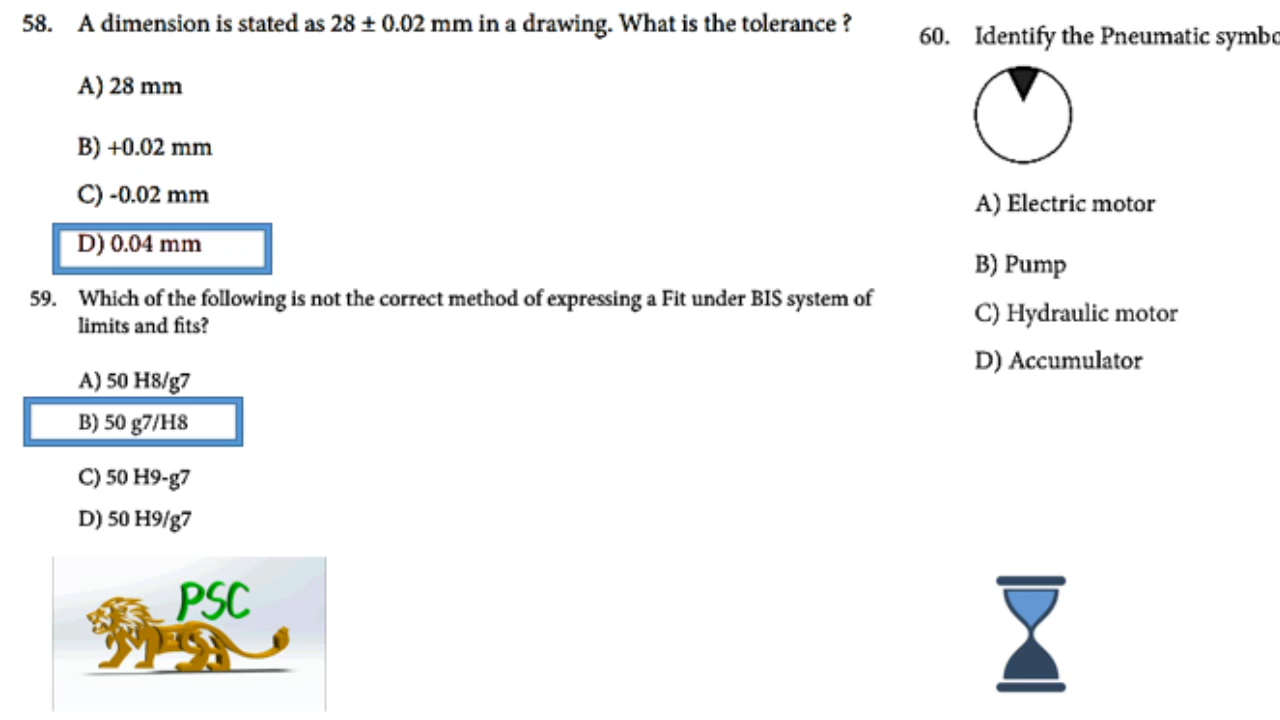 58. A dimension is stated as 28 ± 0.02 mm in a drawing. What is the tolerance ?
A) 28 mm
B) +0.02 mm
C) -0.02 mm
D) 0.04 mm
59. Which of the following is not the correct method of expressing a Fit under BIS system of
limits and fits?
A) 50 H8/g7
B) 50 g7/H8
C) 50 H9-g7
D) 50 H9/g7
PSC
60. Identify the Pneumatic symbo
A) Electric motor
B) Pump
C) Hydraulic motor
D) Accumulator